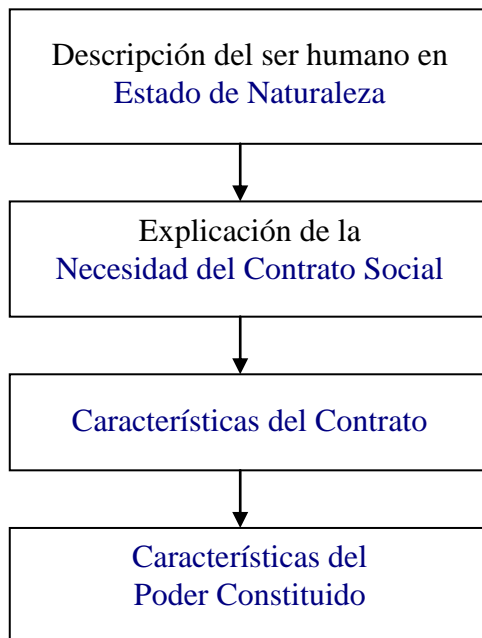 Descripción del ser humano en
Estado de Naturaleza
Explicación de la
Necesidad del Contrato Social
Características del Contrato
Características del
Poder Constituido